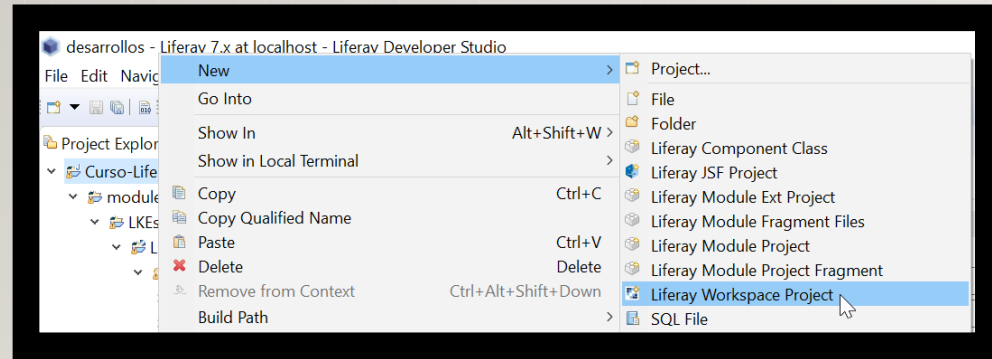 desarrollos - Liferay 7.x at localhost - Liferay Developer Studio
File Edit Navig
Project Explor
Curso-Life
module
LKEs
L
New
Go Into
Show In Alt+Shift+W
Show in Local Terminal
Copy Ctrl+C
Copy Qualified Name
Paste Ctrl+V
Delete Delete
Remove from Context Ctrl+Alt+Shift+Down
Build Path
Project...
File
Folder
Liferay Component Class
Liferay JSF Project
Liferay Module Ext Project
Liferay Module Fragment Files
Liferay Module Project
Liferay Module Project Fragment
Liferay Workspace Project
SQL File